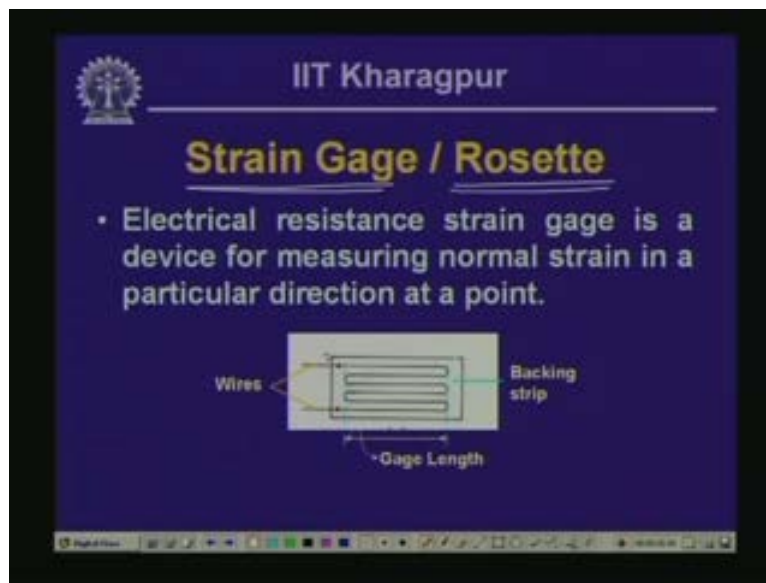 IIT Kharagpur
Strain Gage / Rosette
• Electrical resistance strain gage is a
device for measuring normal strain in a
particular direction at a point.
Wires
Backing
strip
Gage Length